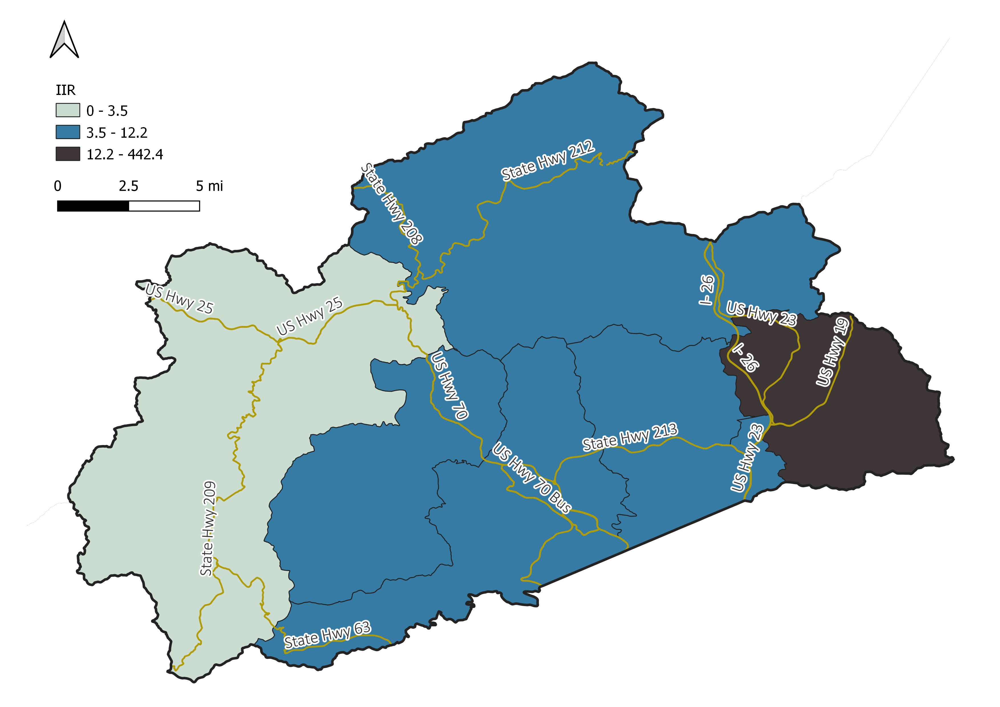 IIR
0 - 3.5
3.5 - 12.2
12.2 - 442.4
0 2.5 5 mi
State Hwy 212
State Hwy 208
I- 26
US Hwy 25
US Hwy 25
US Hwy 23
US Hwy 19
I- 26
US Hwy 70
State Hwy 213
US Hwy 23
US Hwy 70 Bus
State Hwy 209
State Hwy 63